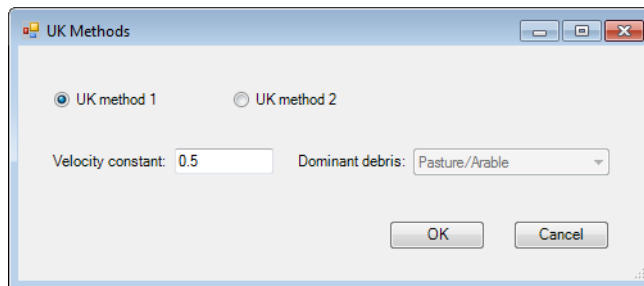 UK Methods
UK method 1 UK method 2
Velocity constant: 0.5 Dominant debris: Pasture/Arable
OK Cancel